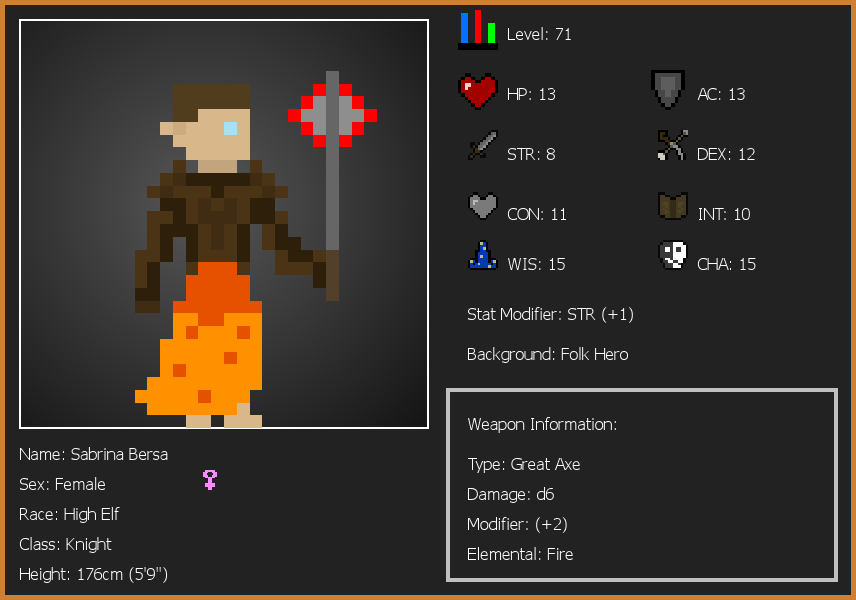 Level: 71
HP: 13
AC: 13
STR: 8
DEX: 12
CON: 11
INT: 10
WIS: 15
CHA: 15
Stat Modifier: STR (+1)
Background: Folk Hero
Weapon Information:
Type: Great Axe
Damage: d6
Modifier: (+2)
Elemental: Fire
Name: Sabrina Bersa
Sex: Female
Race: High Elf
Class: Knight
Height: 176cm (5'9")